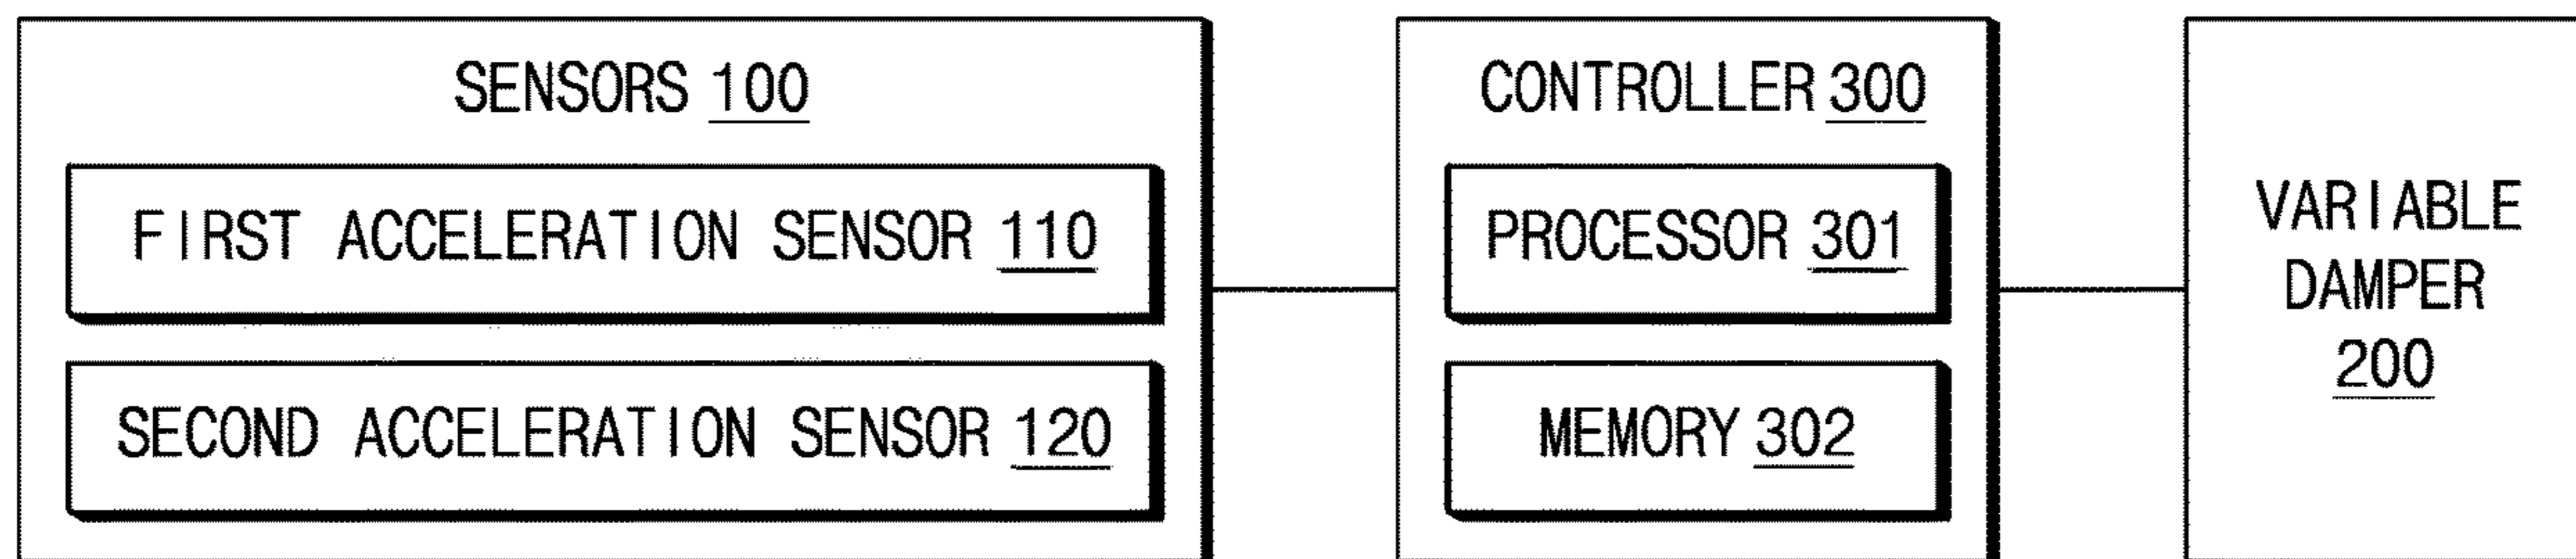 SENSORS 100
FIRST ACCELERATION SENSOR 110
SECOND ACCELERATION SENSOR 120
CONTROLLER 300
PROCESSOR 301
MEMORY 302
VARIABLE
DAMPER
200